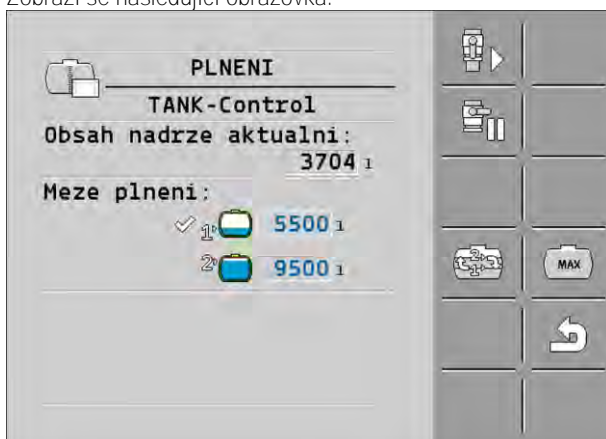 Zobrazí se následující obrazovka:
PLNENI
TANK-Control
Obsah nadrze aktualni:
3704 l
Meze plneni:
1 5500 l
2 9500 l
MAX